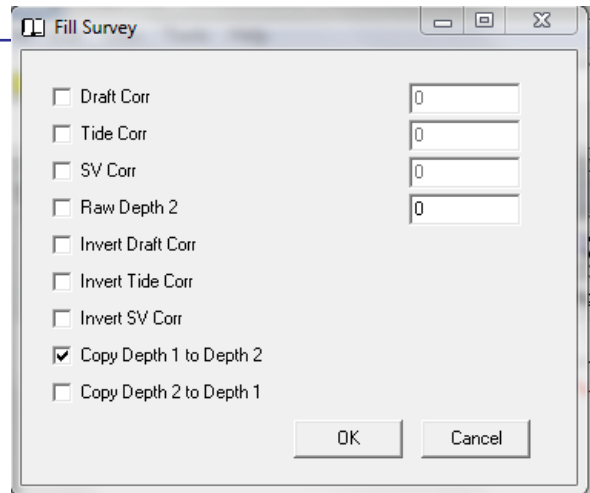 Fill Survey
Draft Corr 0
Tide Corr 0
SV Corr 0
Raw Depth 2 0
Invert Draft Corr
Invert Tide Corr
Invert SV Corr
Copy Depth 1 to Depth 2
Copy Depth 2 to Depth 1
OK Cancel